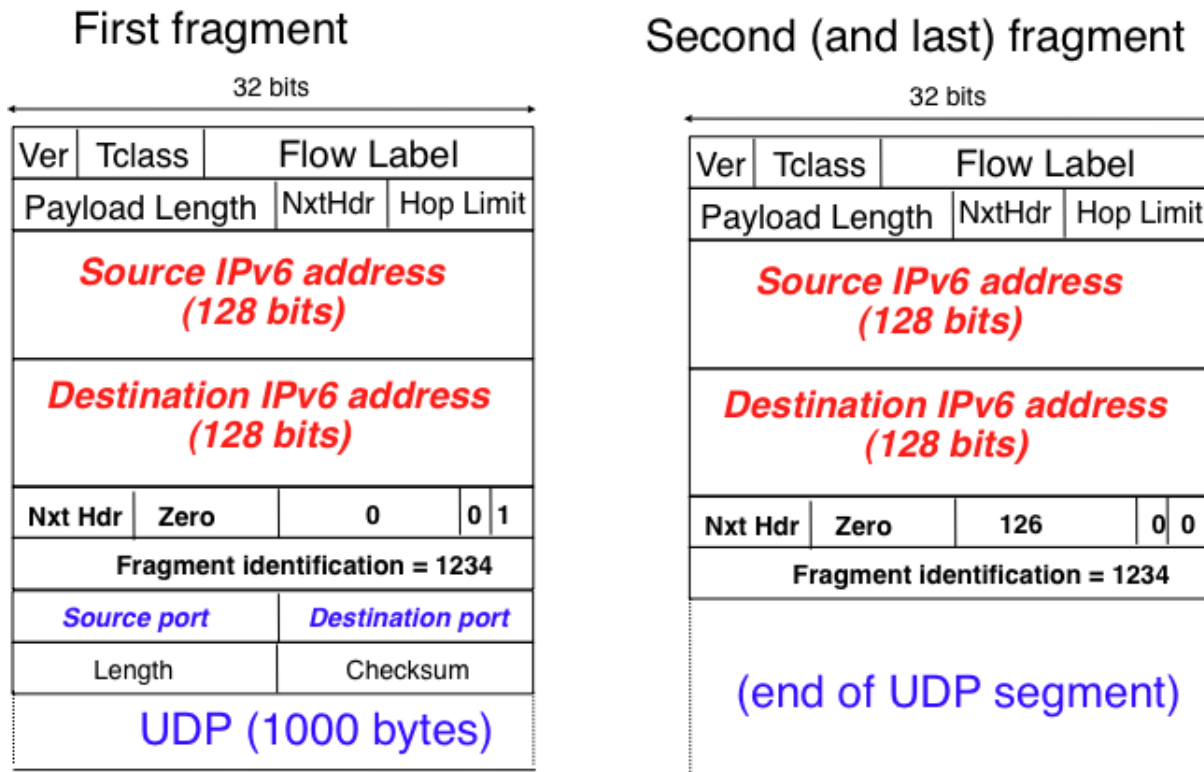 First fragment
32 bits
Ver Tclass Flow Label
Payload Length NxtHdr Hop Limit
Source IPv6 address
(128 bits)
Destination IPv6 address
(128 bits)
Nxt Hdr Zero 0 0 1
Fragment identification = 1234
Source port Destination port
Length Checksum
UDP (1000 bytes)
Second (and last) fragment
32 bits
Ver Tclass Flow Label
Payload Length NxtHdr Hop Limit
Source IPv6 address
(128 bits)
Destination IPv6 address
(128 bits)
Nxt Hdr Zero 126 0 0
Fragment identification = 1234
(end of UDP segment)